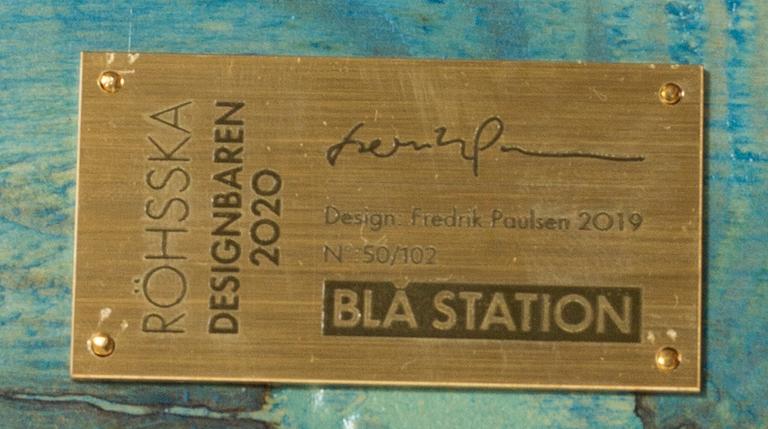 RÖHSSKA
DESIGNBAREN
2020
Design: Fredrik Paulsen 2019
N°:50/102
BLÅ STATION